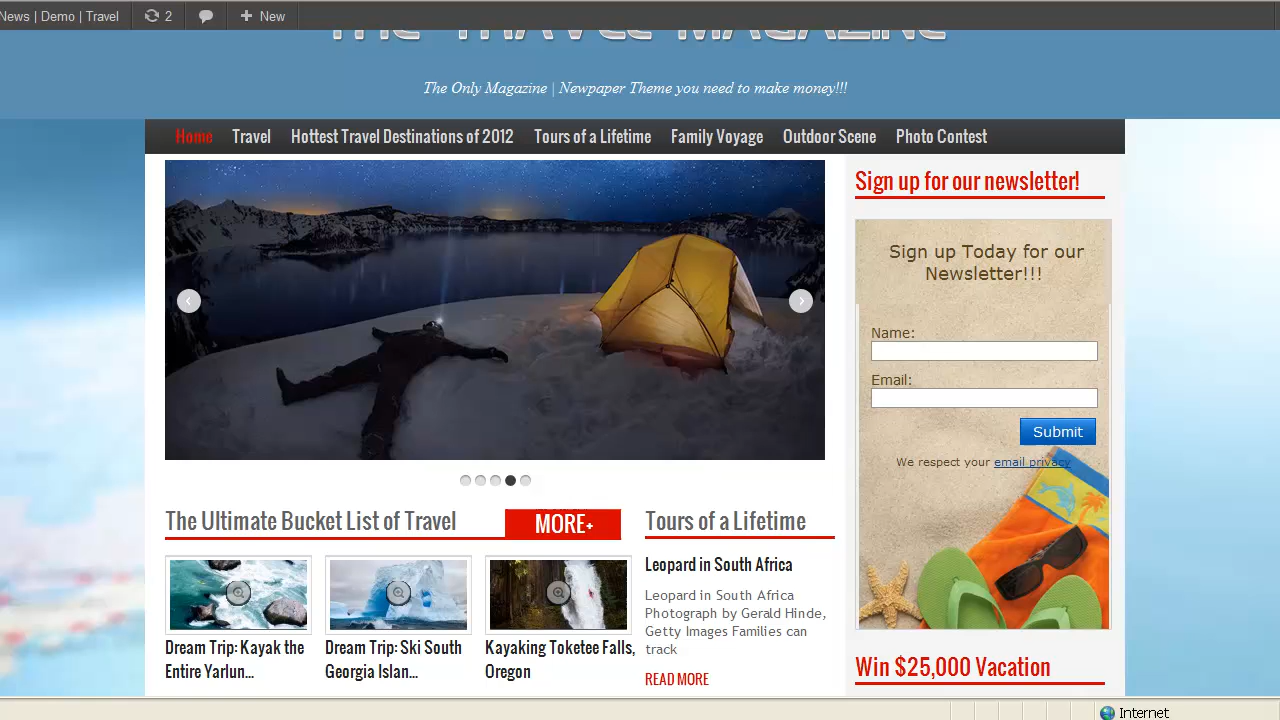 News | Demo | Travel 2 New
THE TRAVEL MAGAZINE
The Only Magazine | Newpaper Theme you need to make money!!!
Home Travel Hottest Travel Destinations of 2012 Tours of a Lifetime Family Voyage Outdoor Scene Photo Contest
Sign up for our newsletter!
Sign up Today for our
Newsletter!!!
Name:
Email:
Submit
We respect your email privacy
The Ultimate Bucket List of Travel
MORE+
Dream Trip: Kayak the
Entire Yarlun...
Dream Trip: Ski South
Georgia Islan...
Kayaking Toketee Falls,
Oregon
Tours of a Lifetime
Leopard in South Africa
Leopard in South Africa
Photograph by Gerald Hinde,
Getty Images Families can
track
READ MORE
Win $25,000 Vacation
Internet